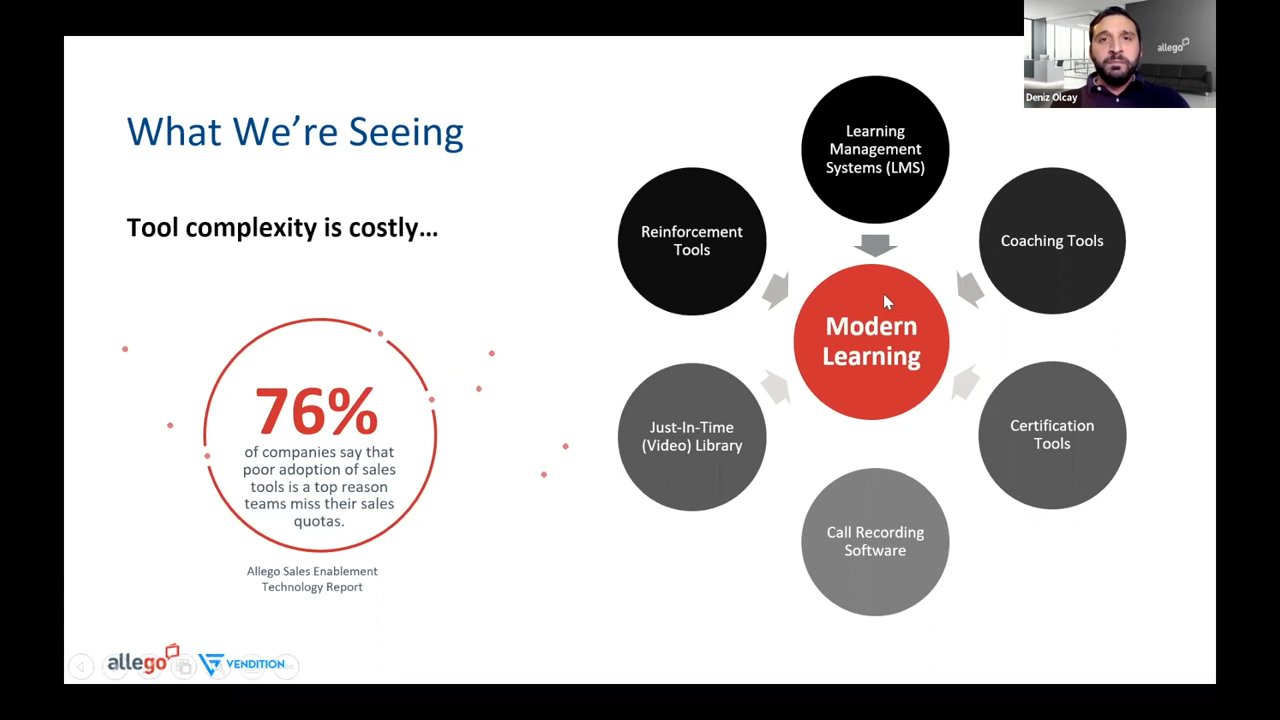 What We're Seeing
Tool complexity is costly…
76%
of companies say that
poor adoption of sales
tools is a top reason
teams miss their sales
quotas.
Allego Sales Enablement
Technology Report
Learning
Management
Systems (LMS)
Reinforcement
Tools
Coaching Tools
Modern
Learning
Just-In-Time
(Video) Library
Certification
Tools
Call Recording
Software
allego
VENDITION
allego
Deniz Olcay